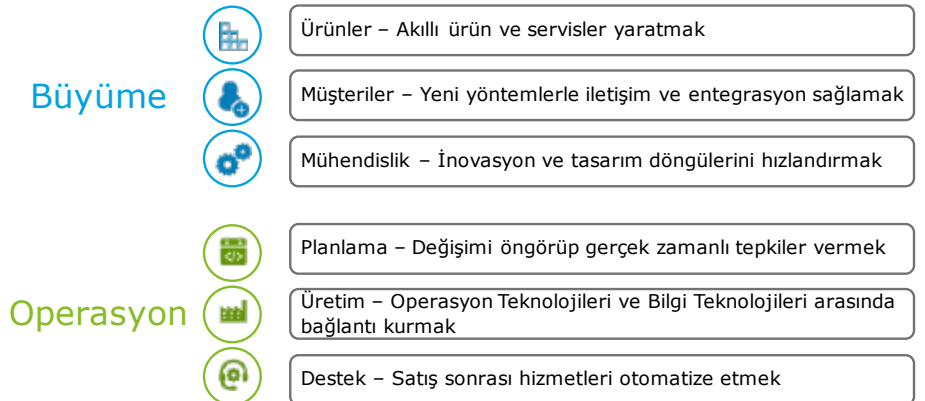 Büyüme
Ürünler – Akıllı ürün ve servisler yaratmak
Müşteriler – Yeni yöntemlerle iletişim ve entegrasyon sağlamak
Mühendislik – İnovasyon ve tasarım döngülerini hızlandırmak
Operasyon
Planlama – Değişimi öngörüp gerçek zamanlı tepkiler vermek
Üretim – Operasyon Teknolojileri ve Bilgi Teknolojileri arasında
bağlantı kurmak
Destek – Satış sonrası hizmetleri otomatize etmek